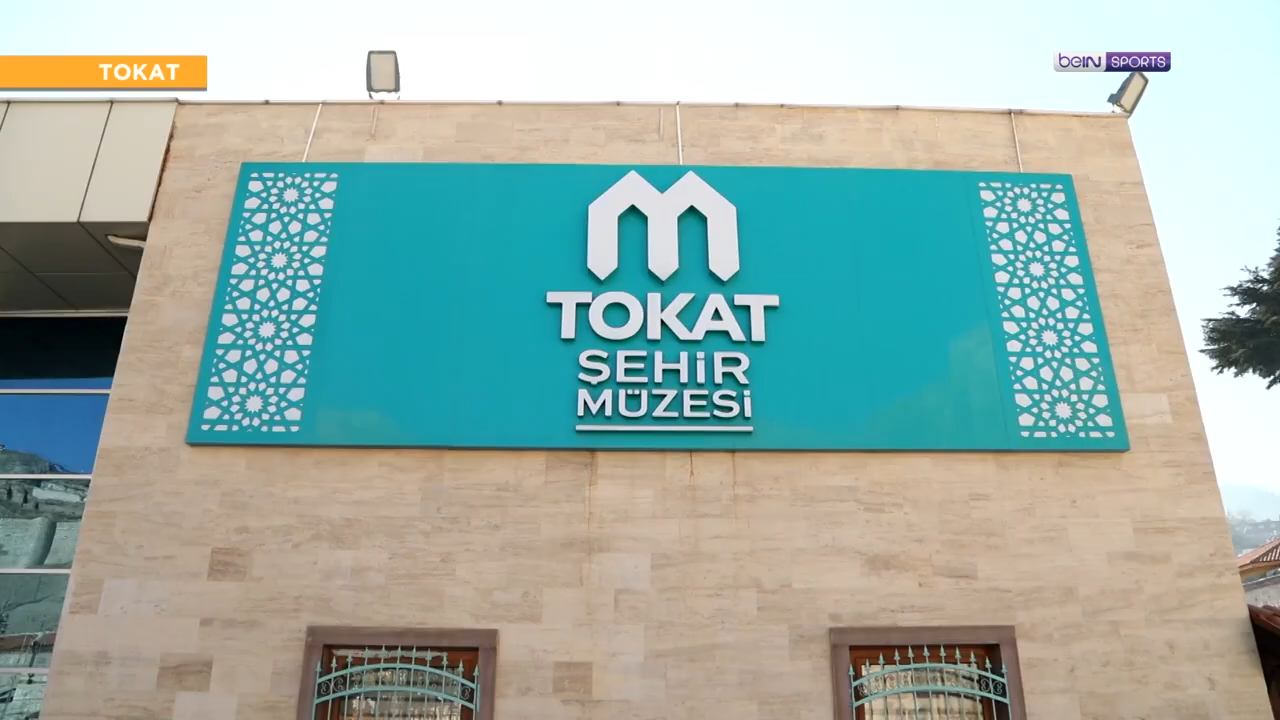 TOKAT
beIN SPORTS
TOKAT
ŞEHİR
MÜZESİ